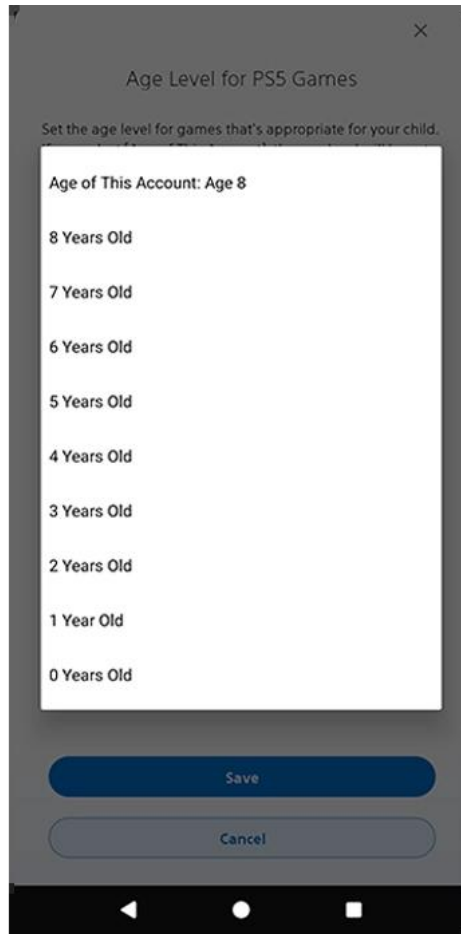 Age Level for PS5 Games
Set the age level for games that's appropriate for your child.
Age of This Account: Age 8
8 Years Old
7 Years Old
6 Years Old
5 Years Old
4 Years Old
3 Years Old
2 Years Old
1 Year Old
0 Years Old
Save
Cancel